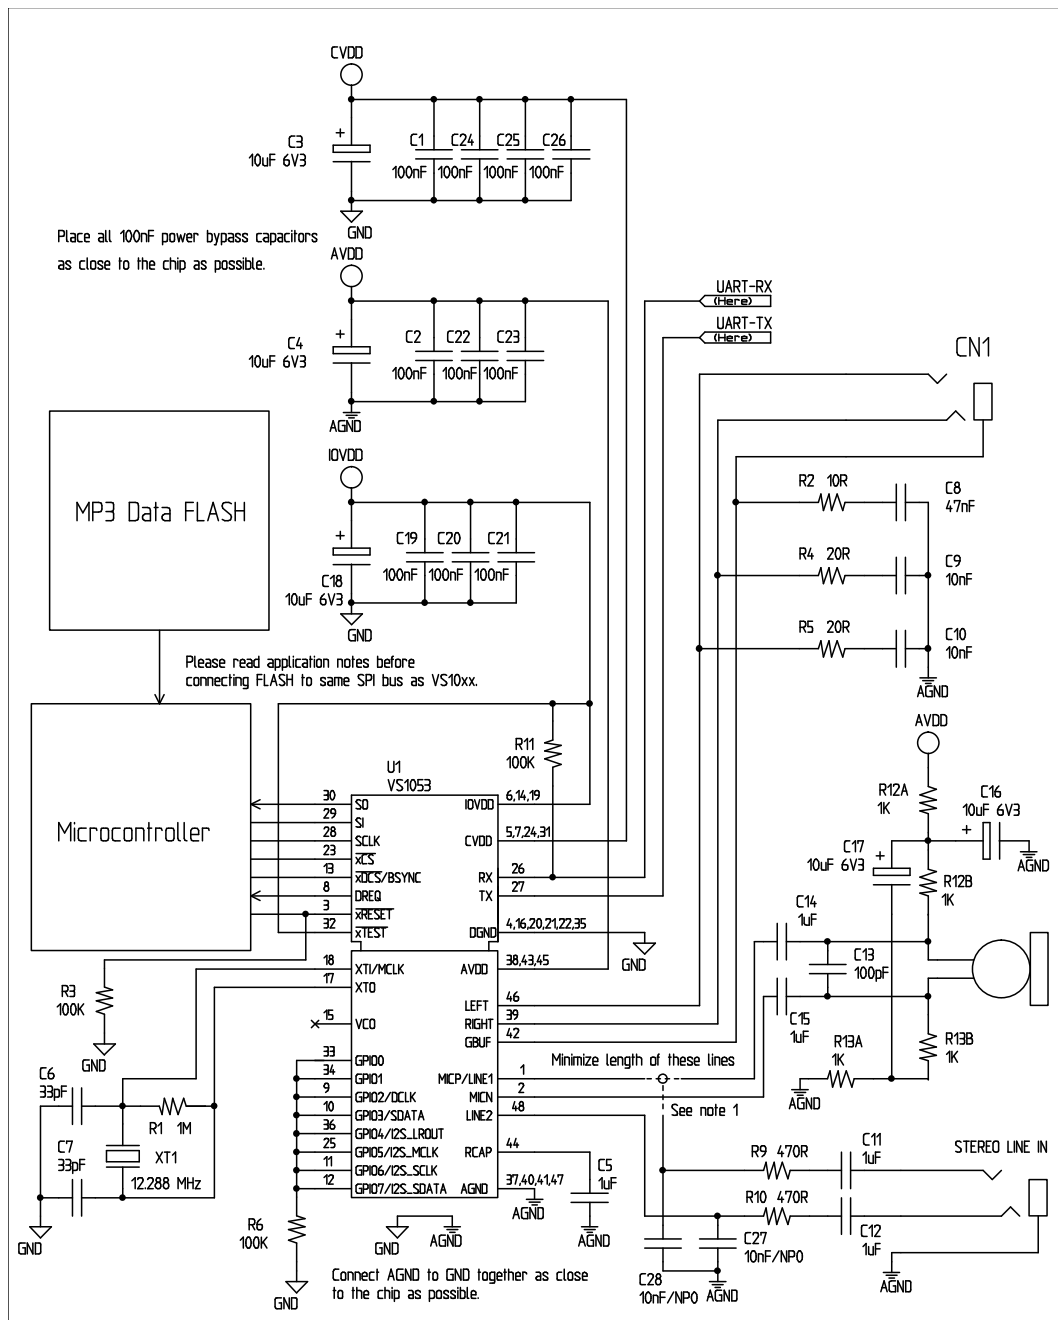 CVDD
+
C3
10uF 6V3
C1
100nF
C24
100nF
C25
100nF
C26
100nF
GND
Place all 100nF power bypass capacitors
as close to the chip as possible.
AVDD
+
C4
10uF 6V3
C2
100nF
C22
100nF
C23
100nF
AGND
UART-RX
(Here)
UART-TX
(Here)
CN1
IOVDD
+
C18
10uF 6V3
C19
100nF
C20
100nF
C21
100nF
GND
MP3 Data FLASH
R2 10R
C8
47nF
R4 20R
C9
10nF
R5 20R
C10
10nF
AGND
Please read application notes before
connecting FLASH to same SPI bus as VS10xx.
Microcontroller
R11
100K
U1
VS1053
30 SO
29 SI
28 SCLK
23 xCS
13 xDCS/BSYNC
8 DREQ
3 xRESET
32 xTEST
IOVDD 6,14,19
CVDD 5,7,24,31
RX 26
TX 27
DGND 4,16,20,21,22,35
GND
18 XTI/MCLK
17 XTO
15 VCO
33 GPIO0
34 GPIO1
9 GPIO2/DCLK
10 GPIO3/SDATA
36 GPIO4/I2S_LROUT
25 GPIO5/I2S_MCLK
11 GPIO6/I2S_SCLK
12 GPIO7/I2S_SDATA
AVDD 38,43,45
LEFT 46
RIGHT 39
GBUF 42
MICP/LINE1 1
MICN 2
LINE2 48
RCAP 44
AGND 37,40,41,47
AGND
AVDD
R12A
1K
C16
10uF 6V3
+
AGND
C17
10uF 6V3
+
R12B
1K
C14
1uF
C13
100pF
C15
1uF
R13A
1K
R13B
1K
AGND
R3
100K
GND
C6
33pF
R1 1M
C7
33pF
XT1
12.288 MHz
GND
R6
100K
GND
Minimize length of these lines
See note 1
C5
1uF
AGND
R9 470R
C11
1uF
STEREO LINE IN
R10 470R
C12
1uF
C27
10nF/NP0
C28
10nF/NP0
AGND
AGND
GND
AGND
Connect AGND to GND together as close
to the chip as possible.